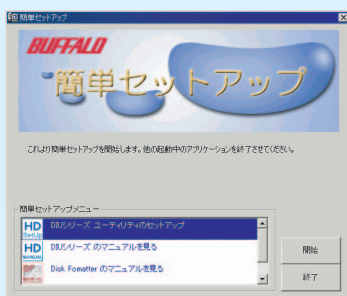 簡単セットアップ
BUFFALO
簡単セットアップ
これより簡単セットアップを開始します。他の起動中のアプリケーションを終了させてください。
簡単セットアップメニュー
HD SetUp DIUシリーズ ユーティリティのセットアップ
HD MANUAL DIUシリーズ のマニュアルを見る
Disk Fomatter のマニュアルを見る
開始
終了